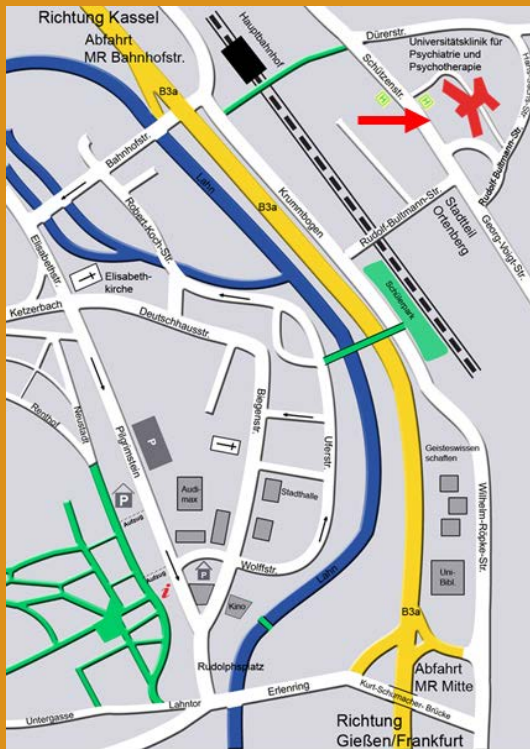 Richtung Kassel
Abfahrt
MR Bahnhofstr.
Hauptbahnhof
Dürerstr.
Universitätsklinik für
Psychiatrie und
Psychotherapie
Schützenstr.
H
H
B3a
Bahnhofstr.
Lahn
Krummbogen
B3a
Rudolf-Bultmann-Str.
Rudolf-Bultmann-Str.
Stadtteil
Ortenberg
Georg-Voigt-Str.
Robert-Koch-Str.
Elisabethstr.
Elisabeth-
kirche
Ketzerbach
Deutschhausstr.
Schülerpark
Renthof
Neustadt
Pilgrimstein
P
Biegenstr.
Uferstr.
Geisteswissen
schaften
Wilhelm-Röpke-Str.
P
Audi-
max
Stadthalle
Aufzug
Aufzug
i
P
Wolffstr.
Kino
Lahn
Uni-
Bibl.
B3a
Rudolphsplatz
Abfahrt
MR Mitte
Erlenring
Kurt-Schumacher- Brücke
Lahntor
Untergasse
Richtung
Gießen/Frankfurt